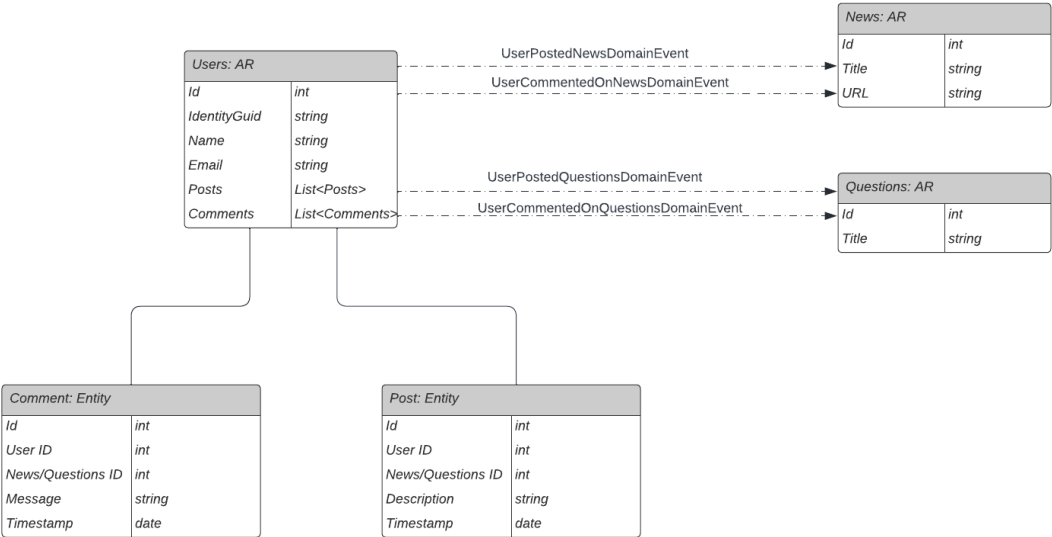 News: AR
Id int
Title string
URL string
Users: AR
Id int
IdentityGuid string
Name string
Email string
Posts List<Posts>
Comments List<Comments>
UserPostedNewsDomainEvent
UserCommentedOnNewsDomainEvent
UserPostedQuestionsDomainEvent
UserCommentedOnQuestionsDomainEvent
Questions: AR
Id int
Title string
Comment: Entity
Id int
User ID int
News/Questions ID int
Message string
Timestamp date
Post: Entity
Id int
User ID int
News/Questions ID int
Description string
Timestamp date